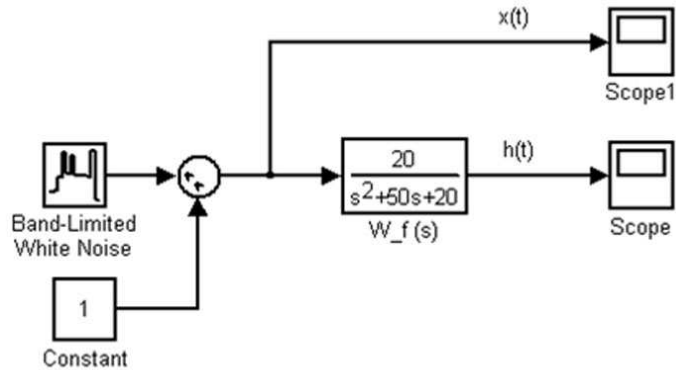 x(t)
Scope1
20
s²+50s+20
h(t)
W_f (s)
Scope
Band-Limited
White Noise
++
1
Constant